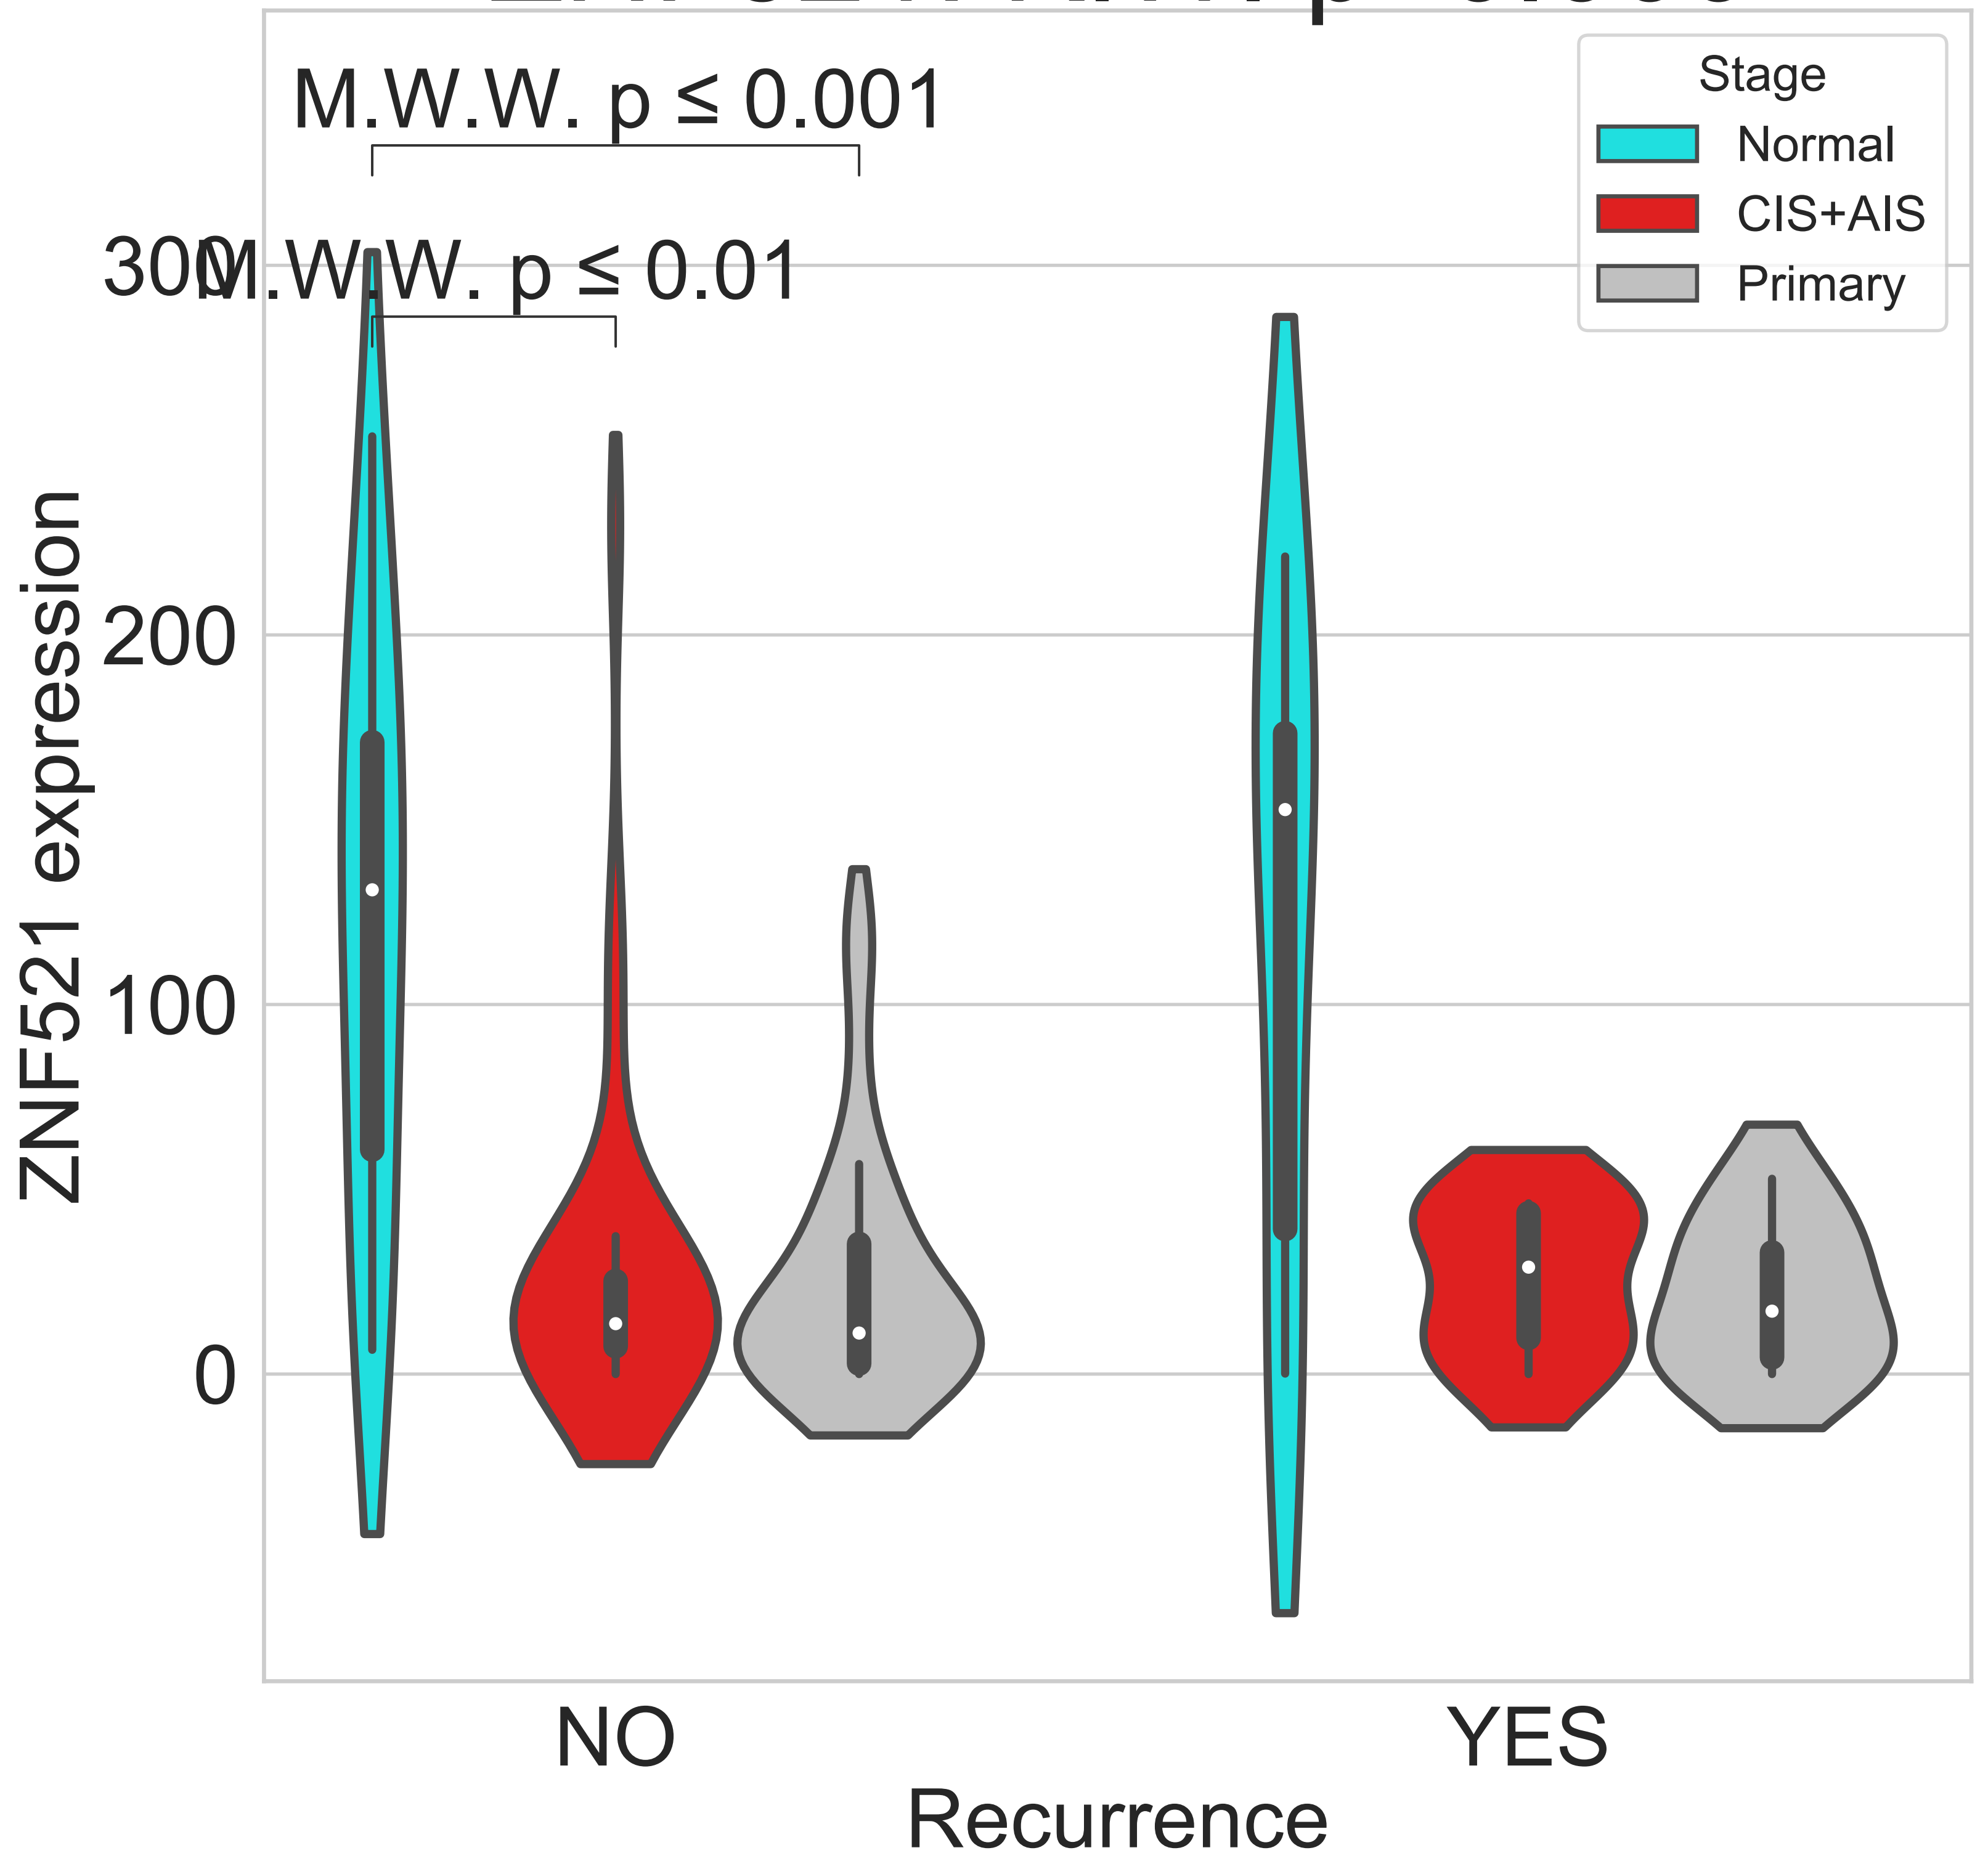 M.W.W. p ≤ 0.001
M.W.W. p ≤ 0.01
Stage
Normal
CIS+AIS
Primary
300
200
100
0
ZNF521 expression
NO
YES
Recurrence